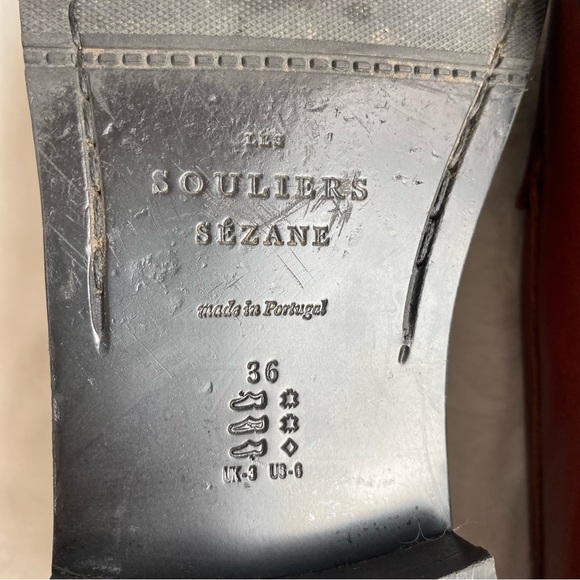 LES
SOULIERS
SÉZANE
made in Portugal
36
UK-3 US-6